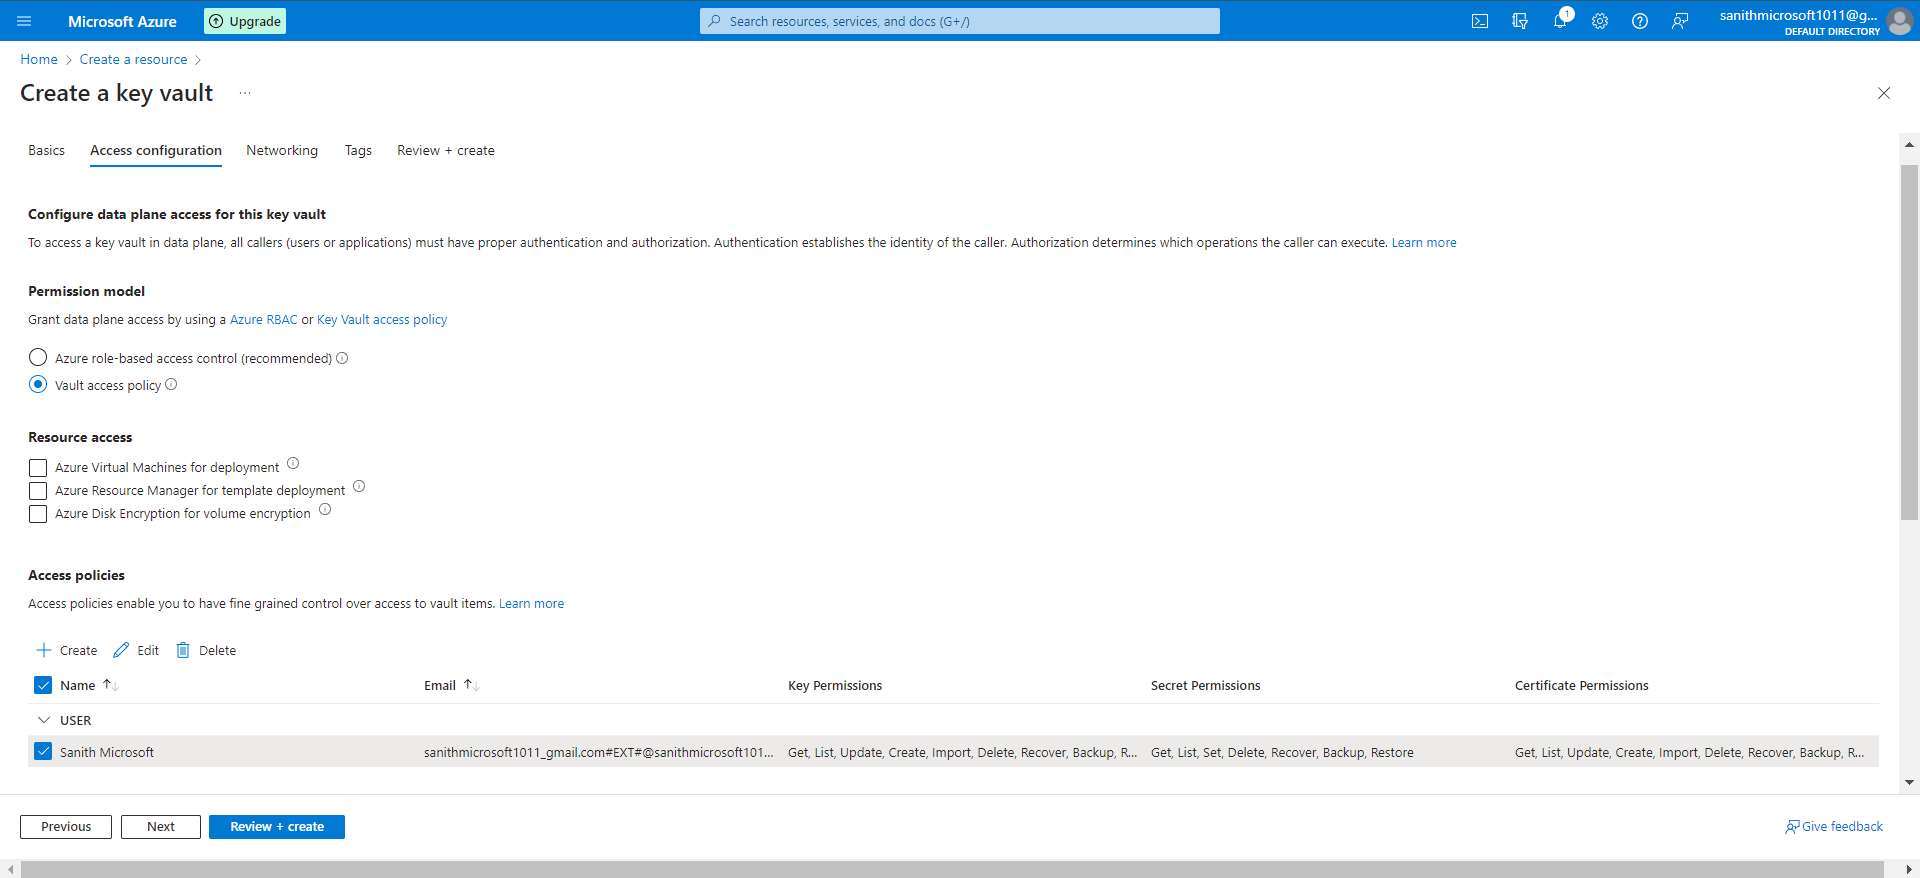 Microsoft Azure
Upgrade
Search resources, services, and docs (G+/)
1
sanithmicrosoft1011@g...
DEFAULT DIRECTORY
Home > Create a resource >
Create a key vault ...
Basics Access configuration Networking Tags Review + create
Configure data plane access for this key vault
To access a key vault in data plane, all callers (users or applications) must have proper authentication and authorization. Authentication establishes the identity of the caller. Authorization determines which operations the caller can execute. Learn more
Permission model
Grant data plane access by using a Azure RBAC or Key Vault access policy
Azure role-based access control (recommended)
Vault access policy
Resource access
Azure Virtual Machines for deployment
Azure Resource Manager for template deployment
Azure Disk Encryption for volume encryption
Access policies
Access policies enable you to have fine grained control over access to vault items. Learn more
Create Edit Delete
Name Email Key Permissions Secret Permissions Certificate Permissions
USER
Sanith Microsoft sanithmicrosoft1011_gmail.com#EXT#@sanithmicrosoft101... Get, List, Update, Create, Import, Delete, Recover, Backup, R... Get, List, Set, Delete, Recover, Backup, Restore Get, List, Update, Create, Import, Delete, Recover, Backup, R...
Previous Next Review + create Give feedback